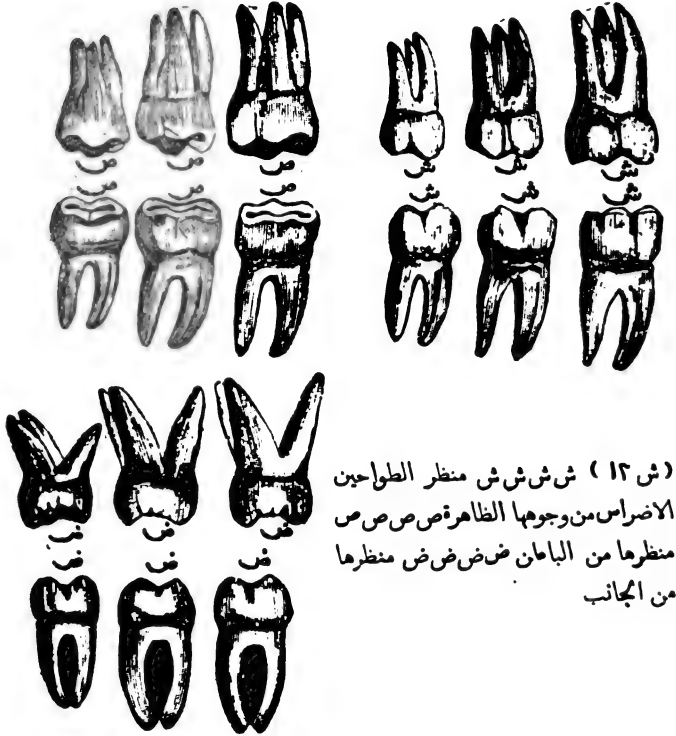 ص ص ص
ص ص ص
ش ش ش
ش ش ش
ض ض ض
ض ض ض
(ش ١٢) ش ش ش ش منظر الطواحين
الاضراس من وجوهها الظاهرة ص ص ص ص
منظرها من الباطن ض ض ض ض منظرها
من الجانب